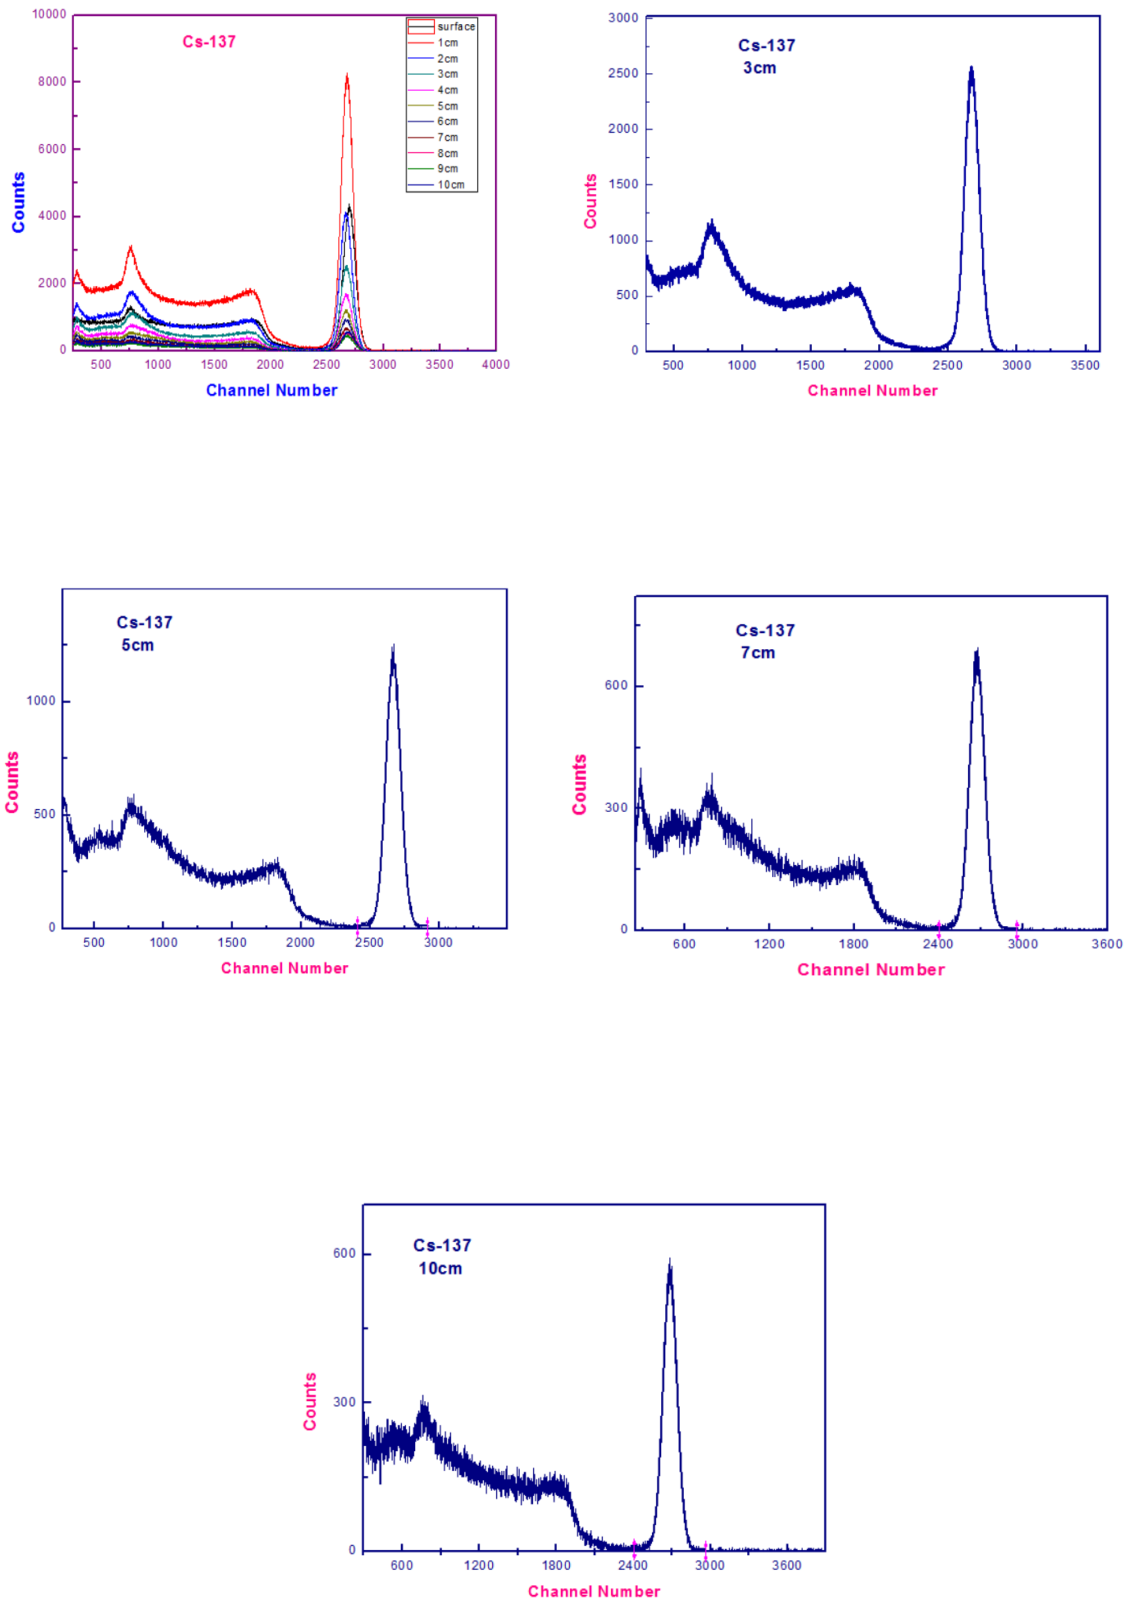 10000
8000
6000
4000
2000
0
Counts
Cs-137
surface
1cm
2cm
3cm
4cm
5cm
6cm
7cm
8cm
9cm
10cm
500 1000 1500 2000 2500 3000 3500 4000
Channel Number
3000
2500
2000
1500
1000
500
0
Counts
Cs-137
3cm
500 1000 1500 2000 2500 3000 3500
Channel Number
1000
500
0
Counts
Cs-137
5cm
500 1000 1500 2000 2500 3000
Channel Number
600
300
0
Counts
Cs-137
7cm
600 1200 1800 2400 3000 3600
Channel Number
600
300
0
Counts
Cs-137
10cm
600 1200 1800 2400 3000 3600
Channel Number